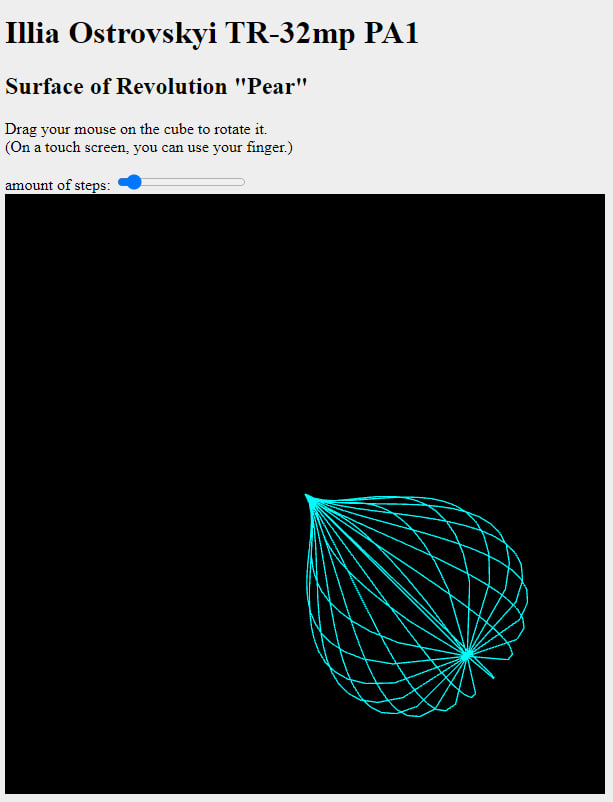 Illia Ostrovskyi TR-32mp PA1
Surface of Revolution "Pear"
Drag your mouse on the cube to rotate it.
(On a touch screen, you can use your finger.)
amount of steps: